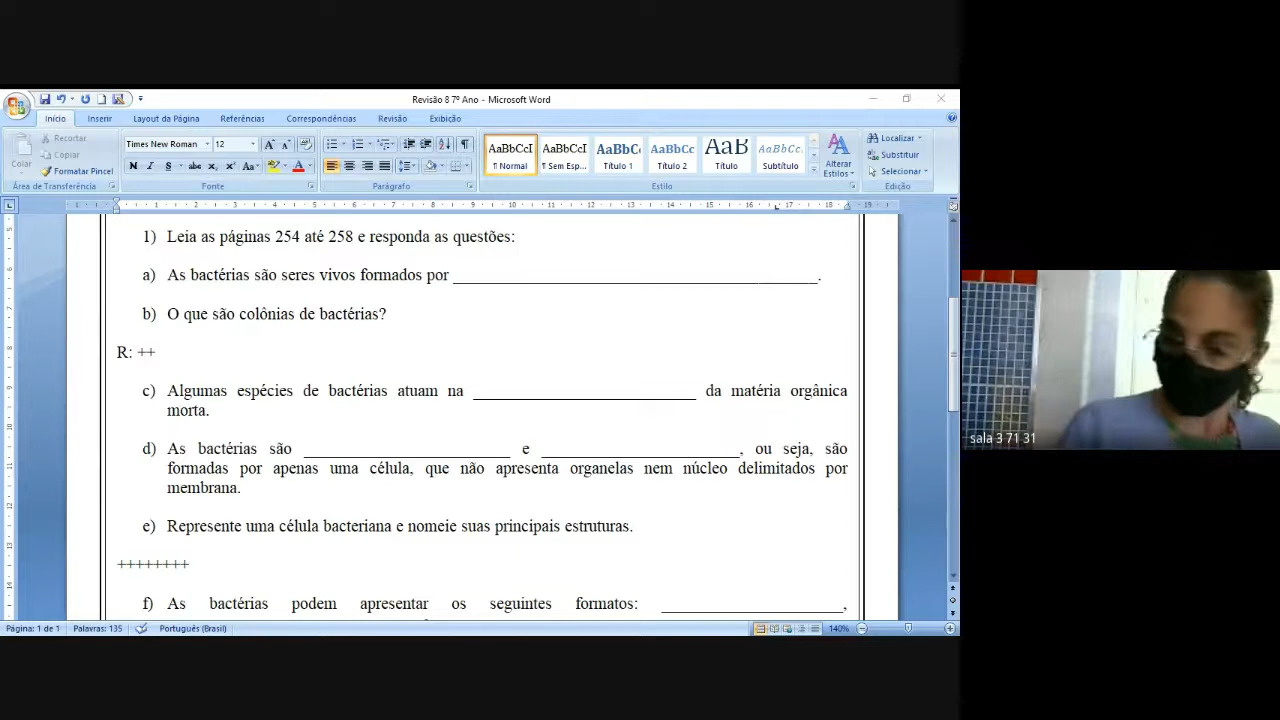 Revisão 8 7º Ano - Microsoft Word
Início Inserir Layout da Página Referências Correspondências Revisão Exibição
Colar
Recortar
Copiar
Formatar Pincel
Área de Transferência
Times New Roman 12
N I S abc x₂ x² Aa A
Fonte
Parágrafo
AaBbCcI AaBbCcI AaBbC AaBbCc AaB AaBbCc.
¶ Normal ¶ Sem Esp... Título 1 Título 2 Título Subtítulo
Alterar Estilos
Estilo
Localizar
Substituir
Selecionar
Edição
1) Leia as páginas 254 até 258 e responda as questões:
a) As bactérias são seres vivos formados por ____________________.
b) O que são colônias de bactérias?
R: ++
c) Algumas espécies de bactérias atuam na ____________________ da matéria orgânica
morta.
d) As bactérias são ____________________ e ____________________, ou seja, são
formadas por apenas uma célula, que não apresenta organelas nem núcleo delimitados por
membrana.
e) Represente uma célula bacteriana e nomeie suas principais estruturas.
++++++++
f) As bactérias podem apresentar os seguintes formatos: ____________________,
Página: 1 de 1 Palavras: 135 Português (Brasil) 140%
sala 3 71 31